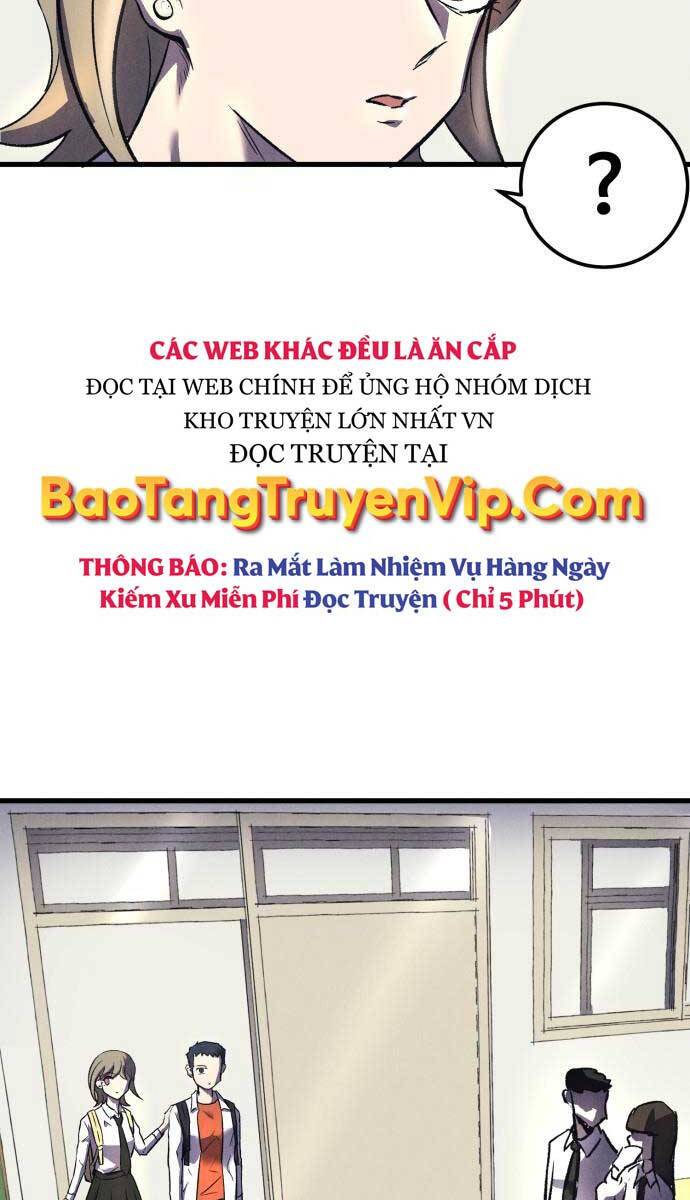 ?
CÁC WEB KHÁC ĐỀU LÀ ĂN CẮP
ĐỌC TẠI WEB CHÍNH ĐỂ ỦNG HỘ NHÓM DỊCH
KHO TRUYỆN LỚN NHẤT VN
ĐỌC TRUYỆN TẠI
BaoTangTruyenVip.Com
THÔNG BÁO: Ra Mắt Làm Nhiệm Vụ Hàng Ngày
Kiếm Xu Miễn Phí Đọc Truyện ( Chỉ 5 Phút)